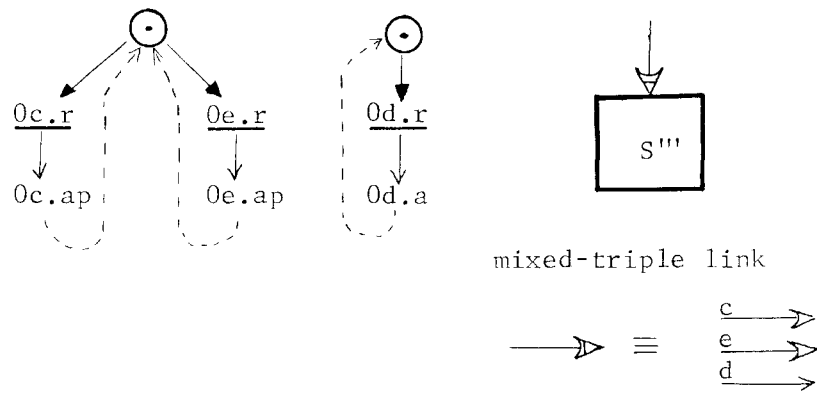 0c.r 0e.r 0d.r
0c.ap 0e.ap 0d.a
S'''
mixed-triple link
≡
c
e
d